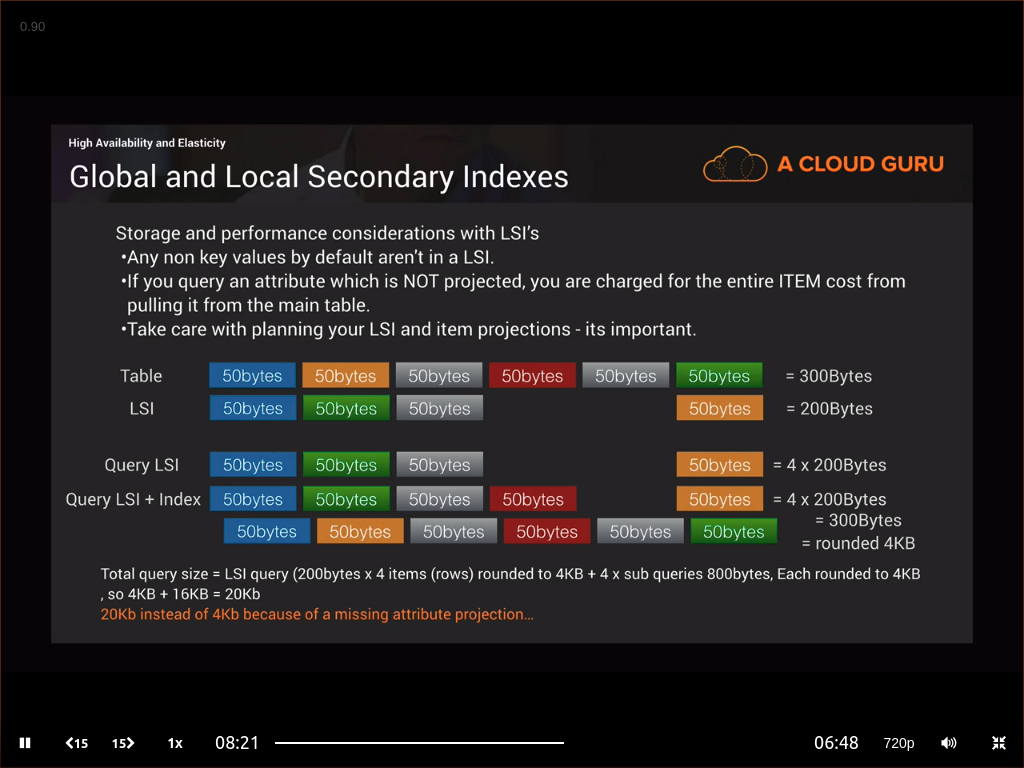 0.90
High Availability and Elasticity
Global and Local Secondary Indexes
A CLOUD GURU
Storage and performance considerations with LSI's
•Any non key values by default aren't in a LSI.
•If you query an attribute which is NOT projected, you are charged for the entire ITEM cost from
pulling it from the main table.
•Take care with planning your LSI and item projections - its important.
Table 50bytes 50bytes 50bytes 50bytes 50bytes 50bytes = 300Bytes
LSI 50bytes 50bytes 50bytes 50bytes = 200Bytes
Query LSI 50bytes 50bytes 50bytes 50bytes = 4 x 200Bytes
Query LSI + Index 50bytes 50bytes 50bytes 50bytes 50bytes = 4 x 200Bytes
= 300Bytes
50bytes 50bytes 50bytes 50bytes 50bytes 50bytes
= rounded 4KB
Total query size = LSI query (200bytes x 4 items (rows) rounded to 4KB + 4 x sub queries 800bytes, Each rounded to 4KB
, so 4KB + 16KB = 20Kb
20Kb instead of 4Kb because of a missing attribute projection...
15 15 1x 08:21 06:48 720p